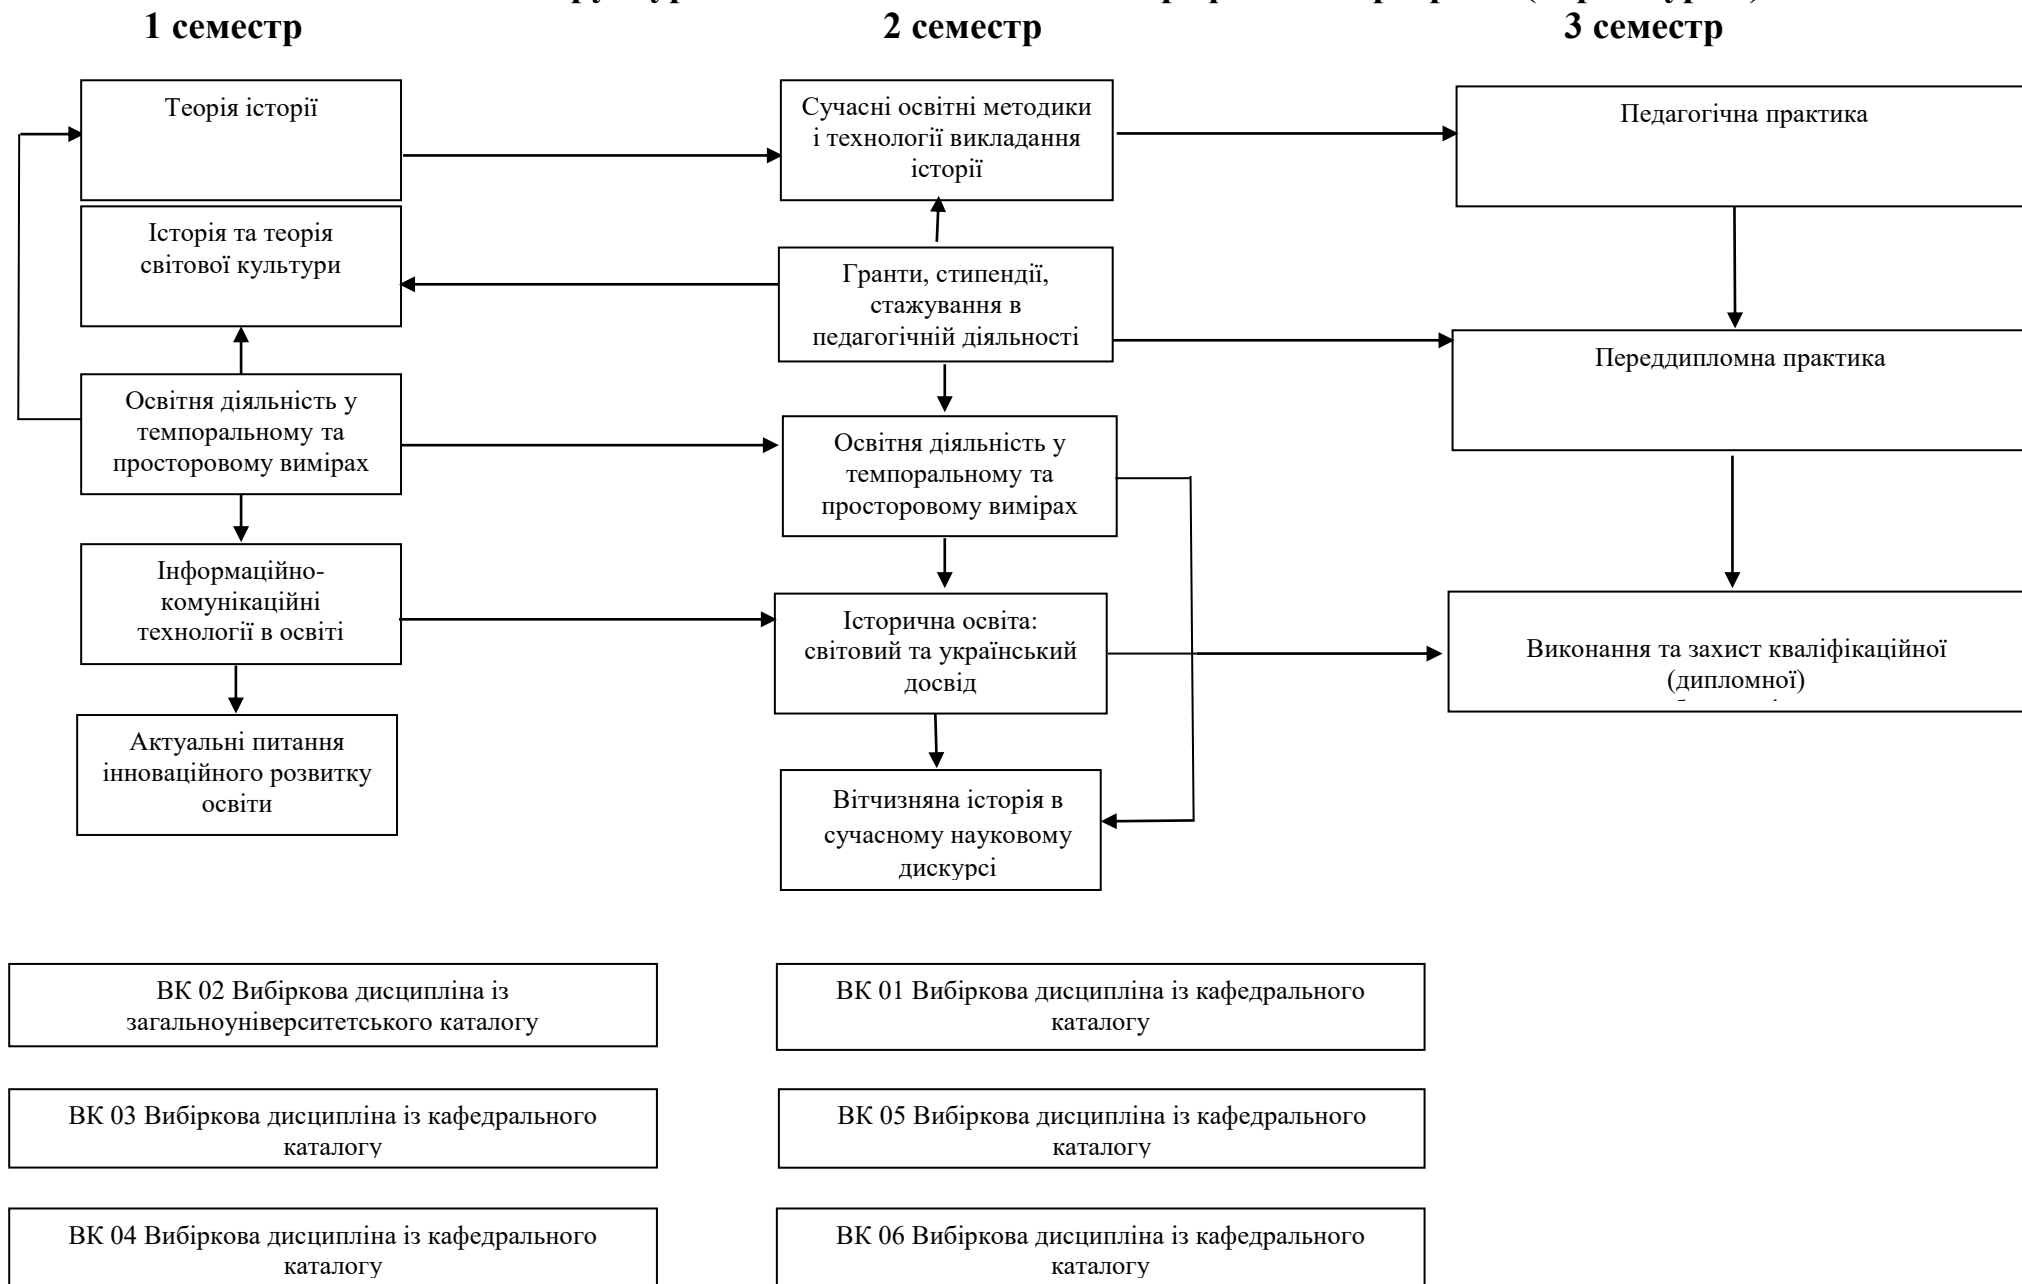 1 семестр
2 семестр
3 семестр
Теорія історії
Сучасні освітні методики
і технології викладання
історії
Педагогічна практика
Історія та теорія
світової культури
Гранти, стипендії,
стажування в
педагогічній діяльності
Переддипломна практика
Освітня діяльність у
темпоральному та
просторовому вимірах
Освітня діяльність у
темпоральному та
просторовому вимірах
Інформаційно-
комунікаційні
технології в освіті
Історична освіта:
світовий та український
досвід
Виконання та захист кваліфікаційної
(дипломної)
Актуальні питання
інноваційного розвитку
освіти
Вітчизняна історія в
сучасному науковому
дискурсі
ВК 02 Вибіркова дисципліна із
загальноуніверситетського каталогу
ВК 01 Вибіркова дисципліна із кафедрального
каталогу
ВК 03 Вибіркова дисципліна із кафедрального
каталогу
ВК 05 Вибіркова дисципліна із кафедрального
каталогу
ВК 04 Вибіркова дисципліна із кафедрального
каталогу
ВК 06 Вибіркова дисципліна із кафедрального
каталогу